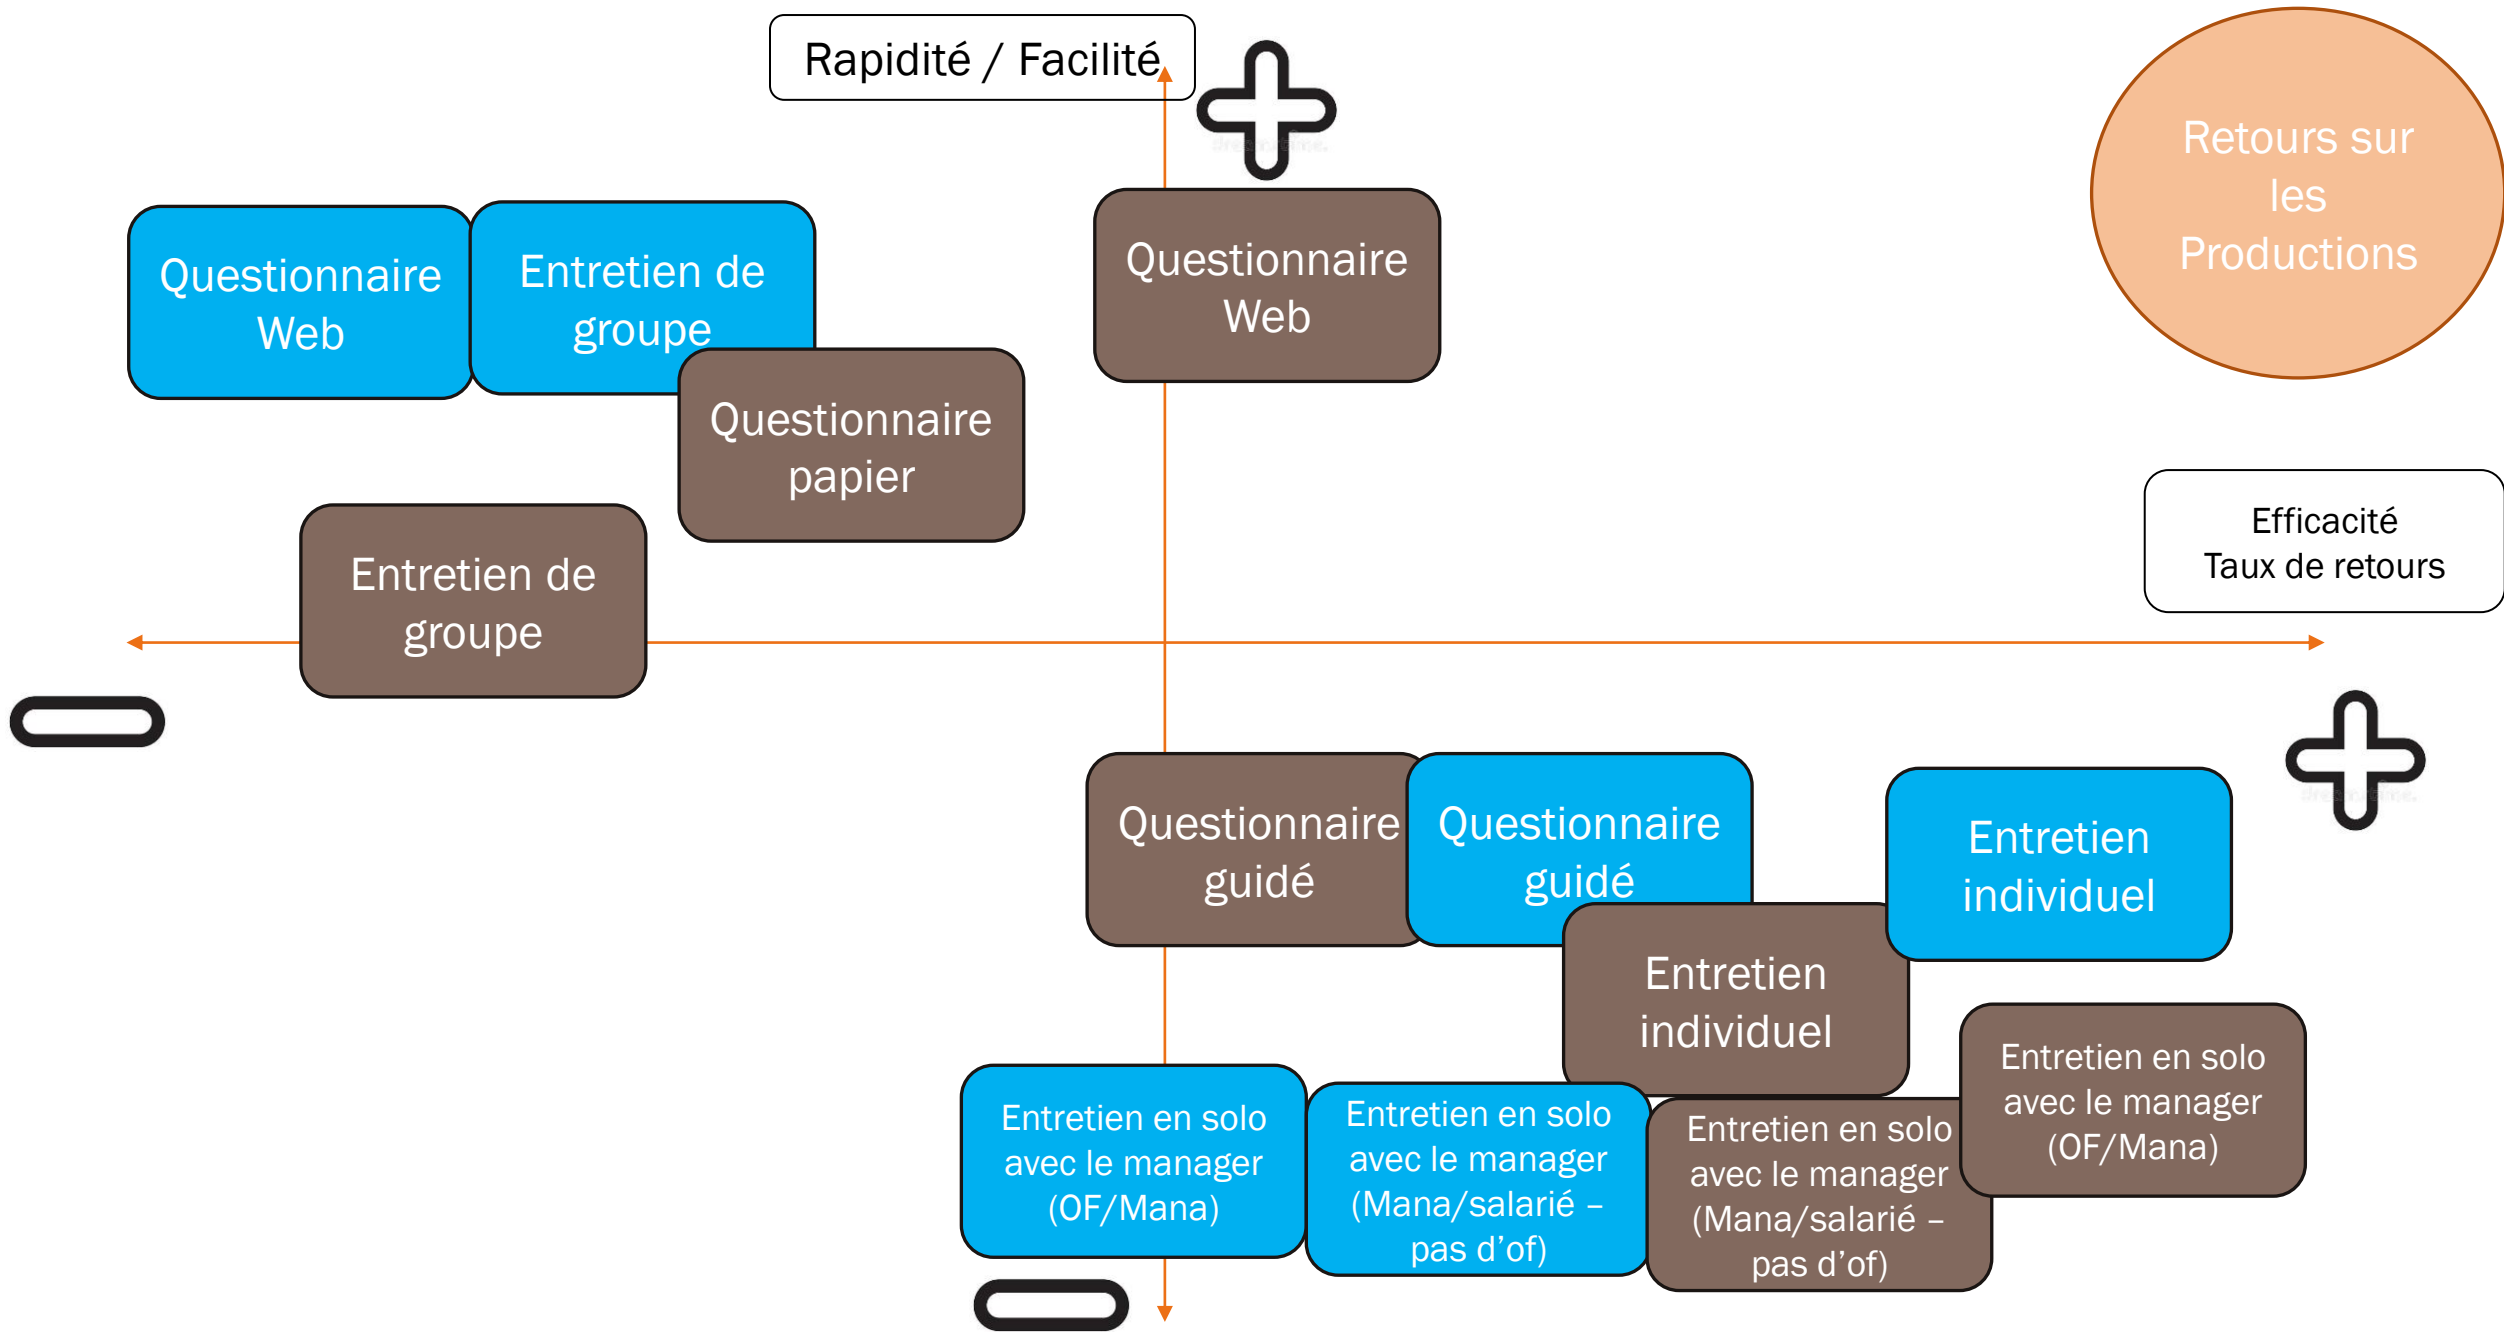 Rapidité / Facilité
Retours sur
les
Productions
Questionnaire
Web
Entretien de
groupe
Questionnaire
Web
Questionnaire
papier
Efficacité
Taux de retours
Entretien de
groupe
Questionnaire
guidé
Questionnaire
guidé
Entretien
individuel
Entretien
individuel
Entretien en solo
avec le manager
(OF/Mana)
Entretien en solo
avec le manager
(Mana/salarié –
pas d’of)
Entretien en solo
avec le manager
(Mana/salarié –
pas d’of)
Entretien en solo
avec le manager
(OF/Mana)